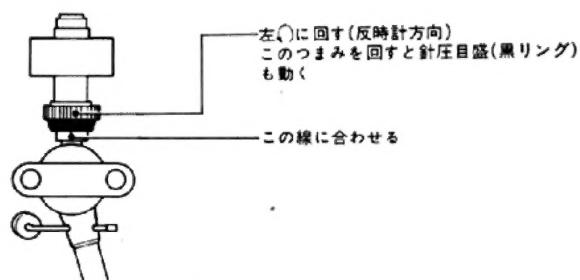 左⤺に回す(反時計方向)
このつまみを回すと針圧目盛(黒リング)
も動く
この線に合わせる